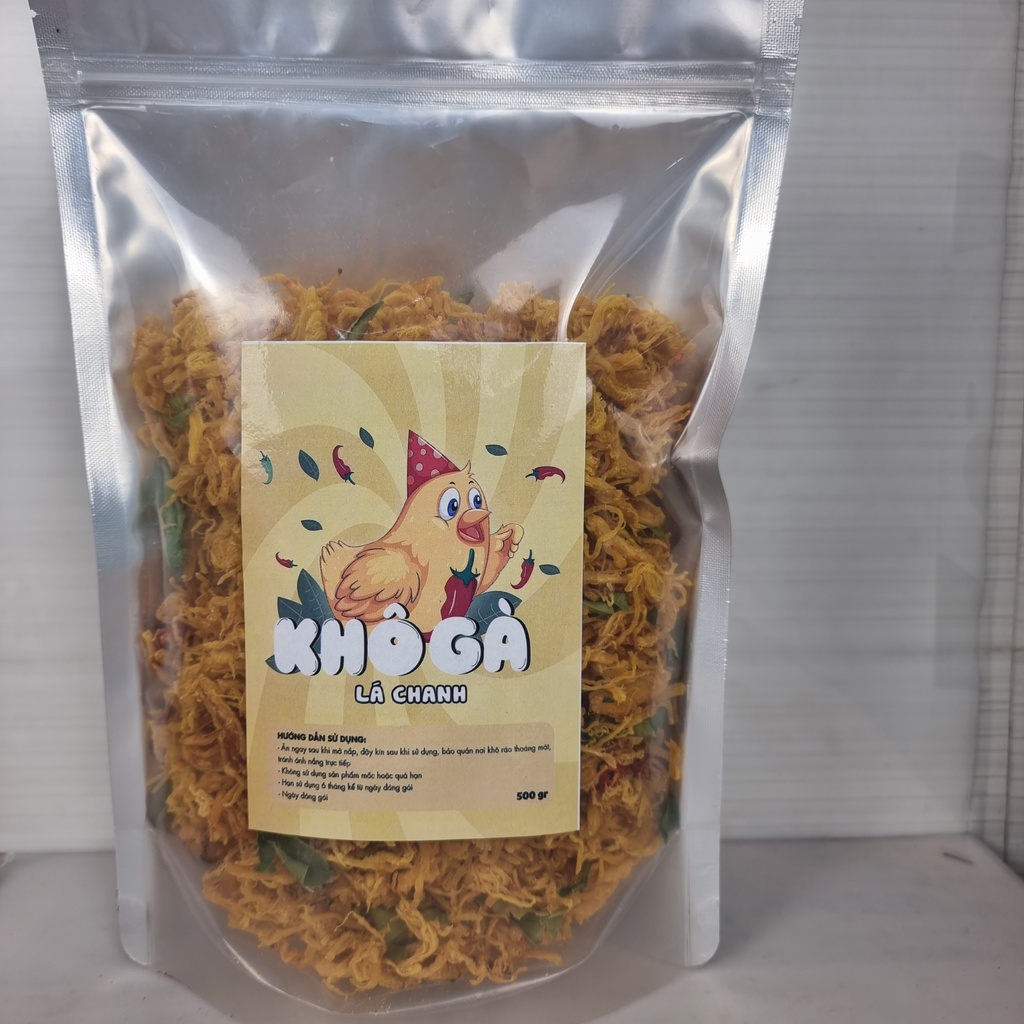 KHÔ GÀ
LÁ CHANH
HƯỚNG DẪN SỬ DỤNG:
- Ăn ngay sau khi mở nắp, đậy kín sau khi sử dụng, bảo quản nơi khô ráo thoáng mát,
tránh ánh nắng trực tiếp
- Không sử dụng sản phẩm mốc hoặc quá hạn
- Hạn sử dụng 6 tháng kể từ ngày đóng gói
- Ngày đóng gói
500 gr